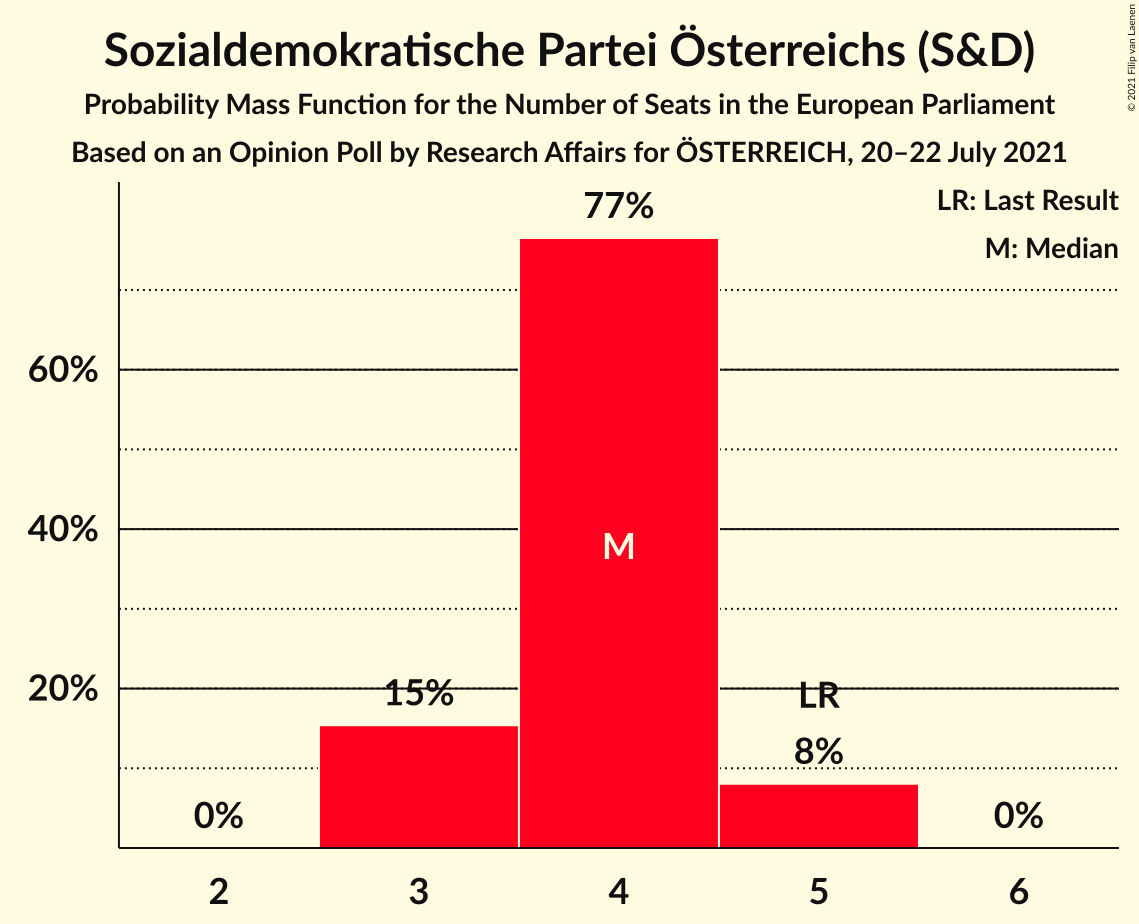 Sozialdemokratische Partei Österreichs (S&D)
Probability Mass Function for the Number of Seats in the European Parliament
Based on an Opinion Poll by Research Affairs for ÖSTERREICH, 20–22 July 2021
© 2021 Filip van Laenen
LR: Last Result
M: Median
77%
60%
40%
M
20%
15%
LR
8%
0%
0%
2
3
4
5
6